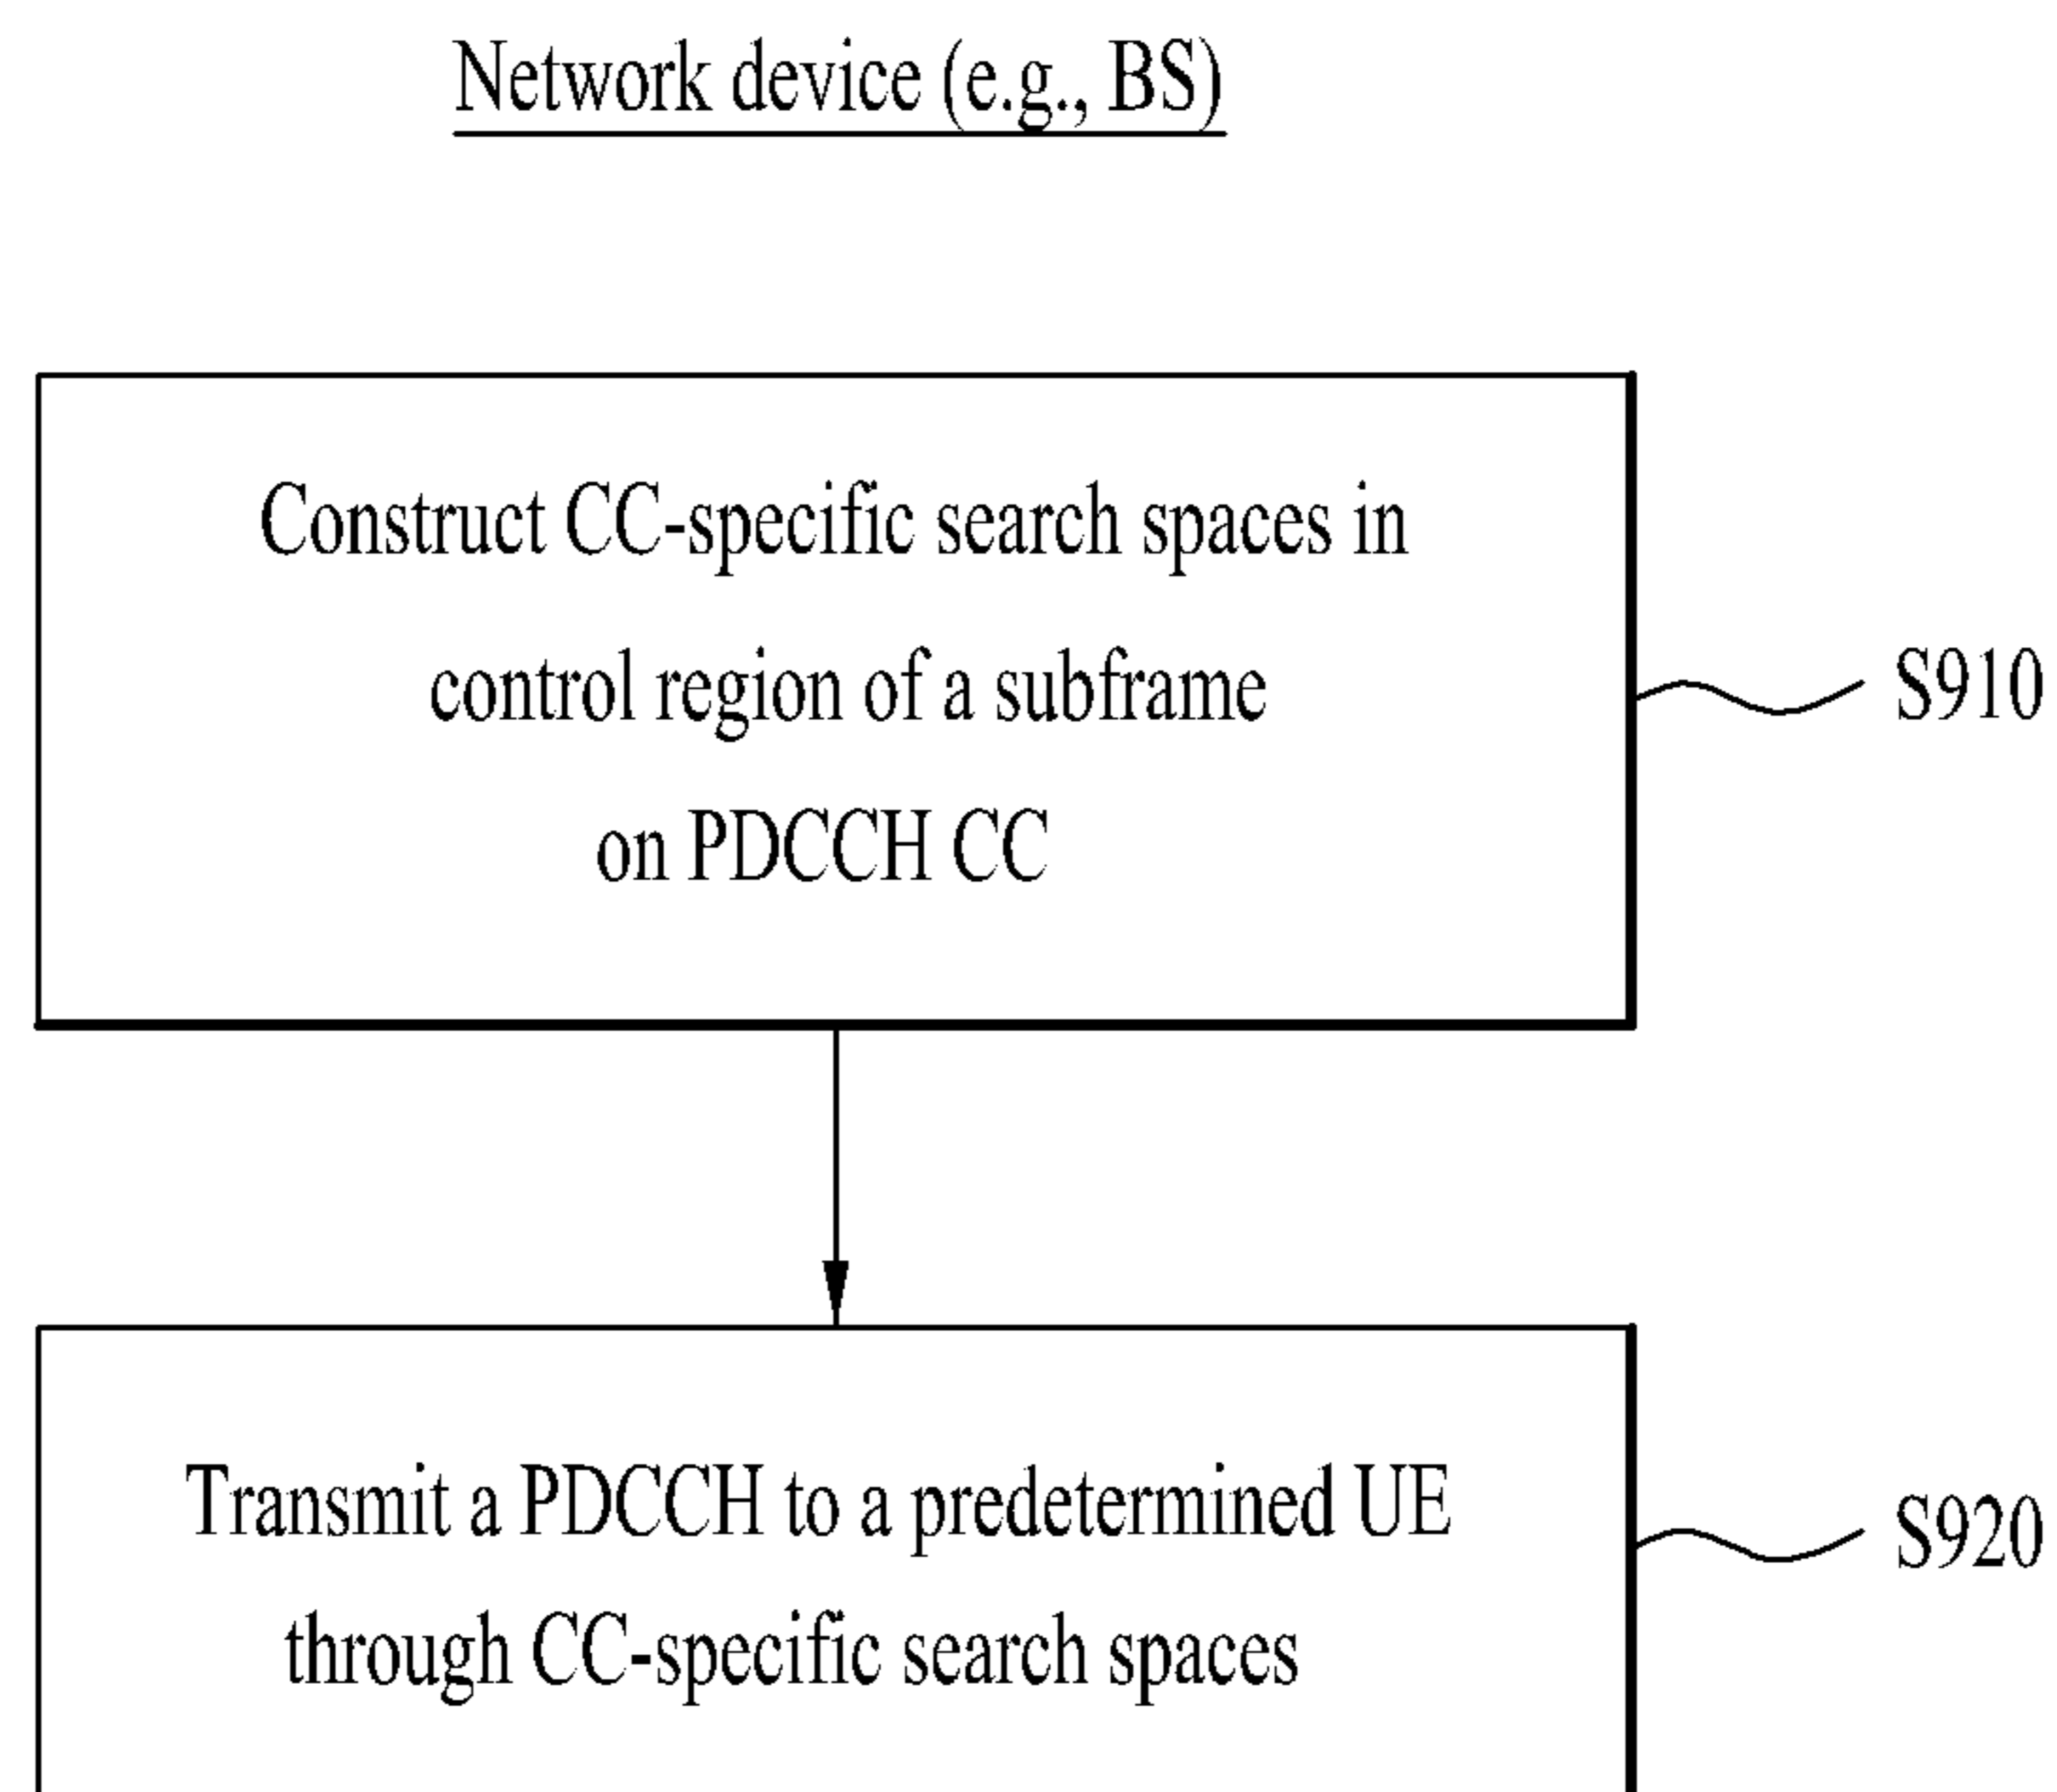 Network device (e.g., BS)
Construct CC-specific search spaces in
control region of a subframe
on PDCCH CC
S910
Transmit a PDCCH to a predetermined UE
through CC-specific search spaces
S920